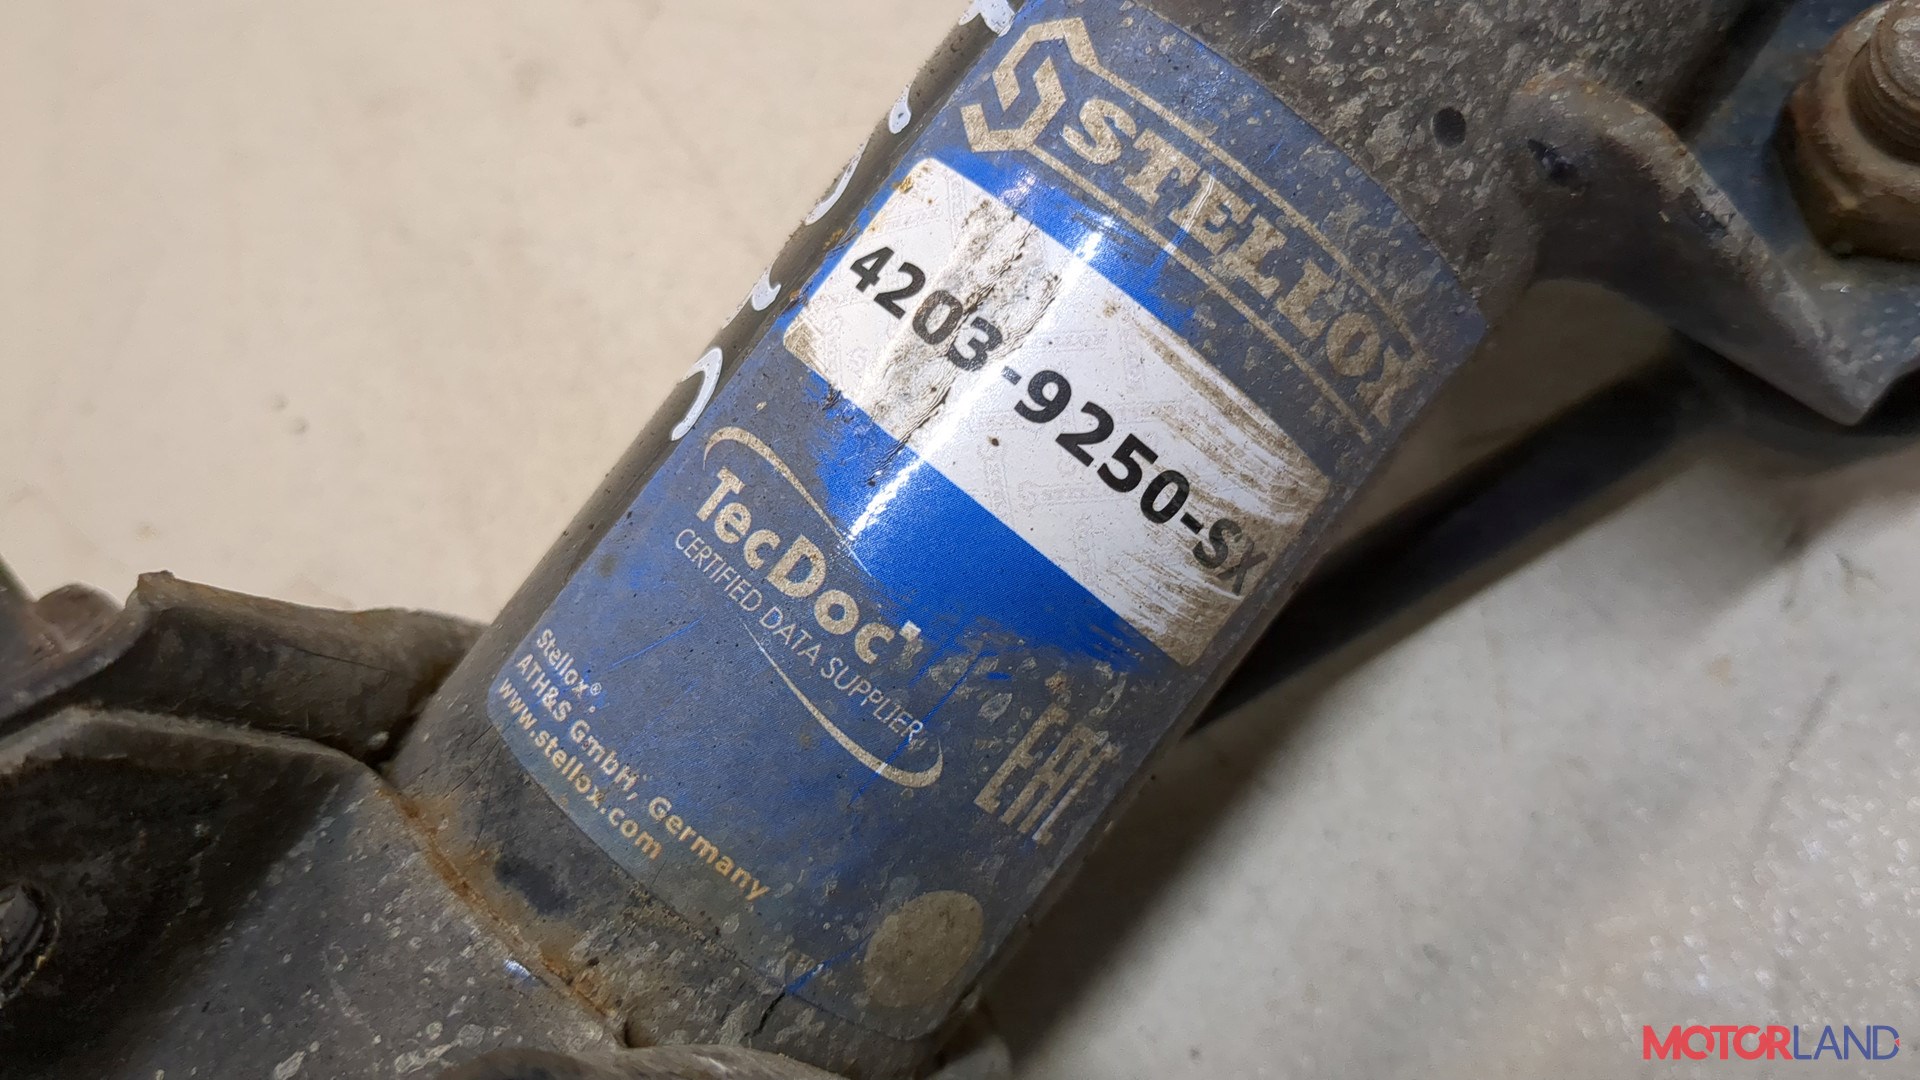 STELLOX
4203-9250-SX
TecDoc
CERTIFIED DATA SUPPLIER
EAC
Stellox®
ATH&S GmbH, Germany
www.stellox.com
MOTORLAND